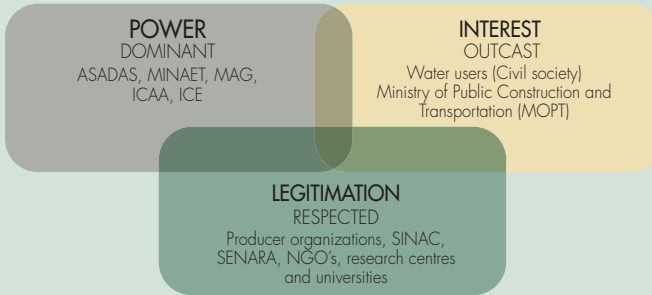 POWER
DOMINANT
ASADAS, MINAET, MAG,
ICAA, ICE
INTEREST
OUTCAST
Water users (Civil society)
Ministry of Public Construction and
Transportation (MOPT)
LEGITIMATION
RESPECTED
Producer organizations, SINAC,
SENARA, NGO's, research centres
and universities